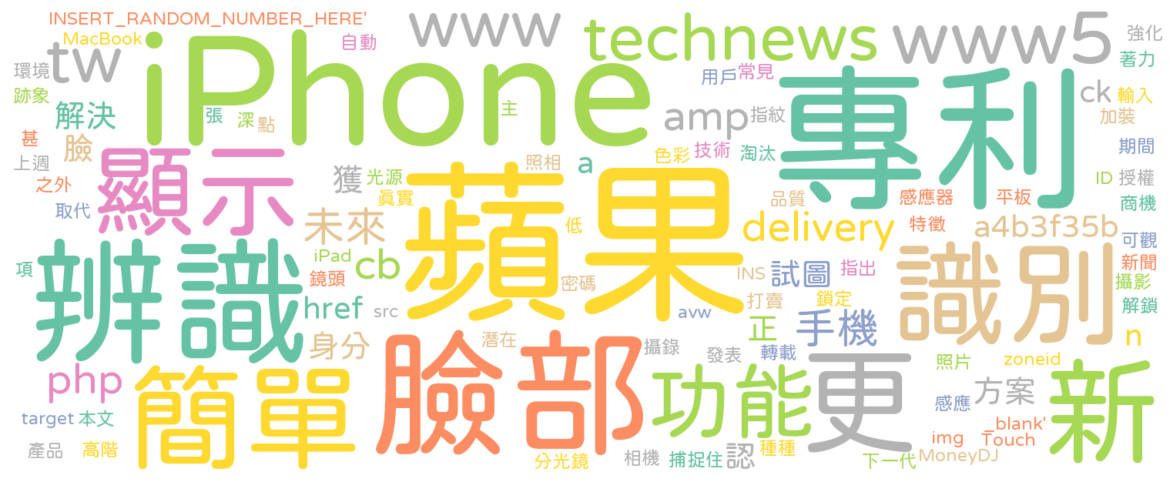 INSERT_RANDOM_NUMBER_HERE'
MacBook
自動
www
technews
www5
強化
著力
tw
iPhone
用戶
常見
環境
跡象
解決
張
深
點
主
amp
指紋
專利
ck
輸入
加裝
甚
臉
上週
之外
取代
顯示
獲
光源
眞實
照相
a
色彩
技術
淘汰
期間
ID
授權
商機
未來
蘋果
低
品質
感應器
平板
特徵
delivery
a4b3f35b
可觀
新聞
項
辨識
iPad
鏡頭
cb
密碼
INS
試圖
指出
識別
攝影
解鎖
href
src
avw
打賣
鎖定
身分
潛在
正
手機
n
php
簡單
臉部
攝錄
發表
轉載
功能
更
照片
zoneid
新
target
本文
方案
感應
_blank'
產品
高階
分光鏡
相機
捕捉住
認
種種
下一代
img
Touch
MoneyDJ